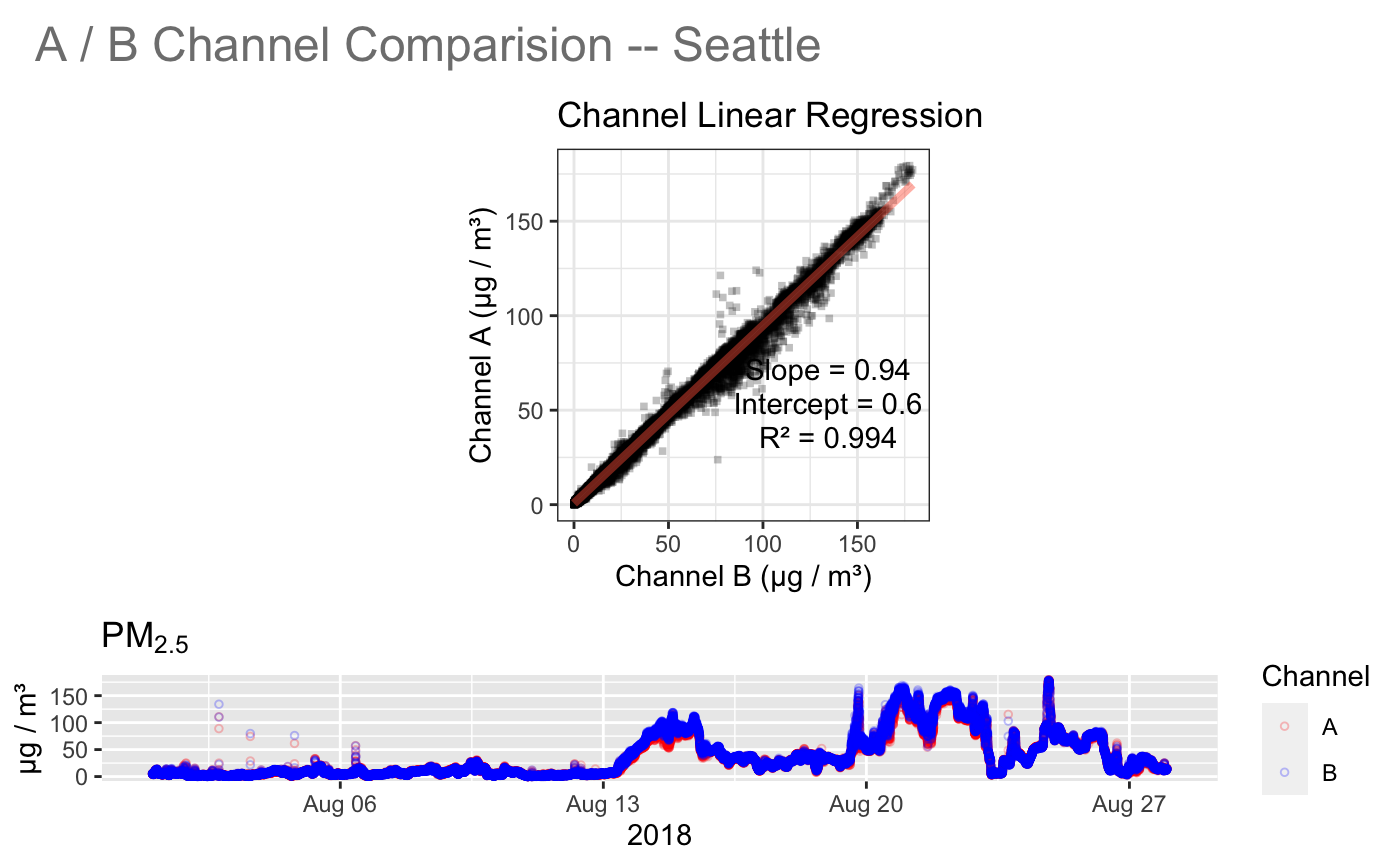 A / B Channel Comparision -- Seattle
Channel Linear Regression
Channel A (µg / m³)
150
100
50
0
Slope = 0.94
Intercept = 0.6
R² = 0.994
0 50 100 150
Channel B (µg / m³)
PM2.5
µg / m³
150
100
50
0
Aug 06 Aug 13 Aug 20 Aug 27
2018
Channel
A
B